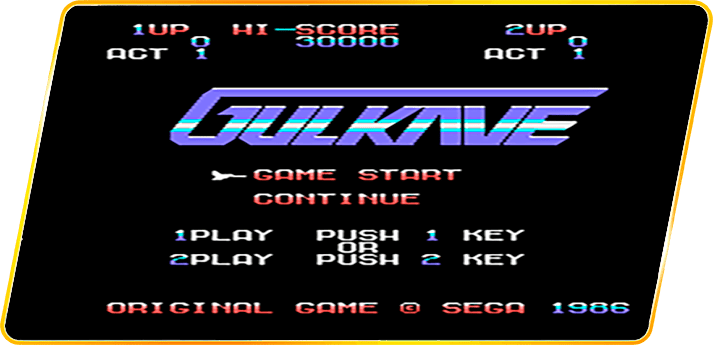 1UP HI-SCORE 2UP
0 30000 0
ACT 1 ACT 1
GULKAVE
GAME START
CONTINUE
1PLAY PUSH 1 KEY
OR
2PLAY PUSH 2 KEY
ORIGINAL GAME © SEGA 1986